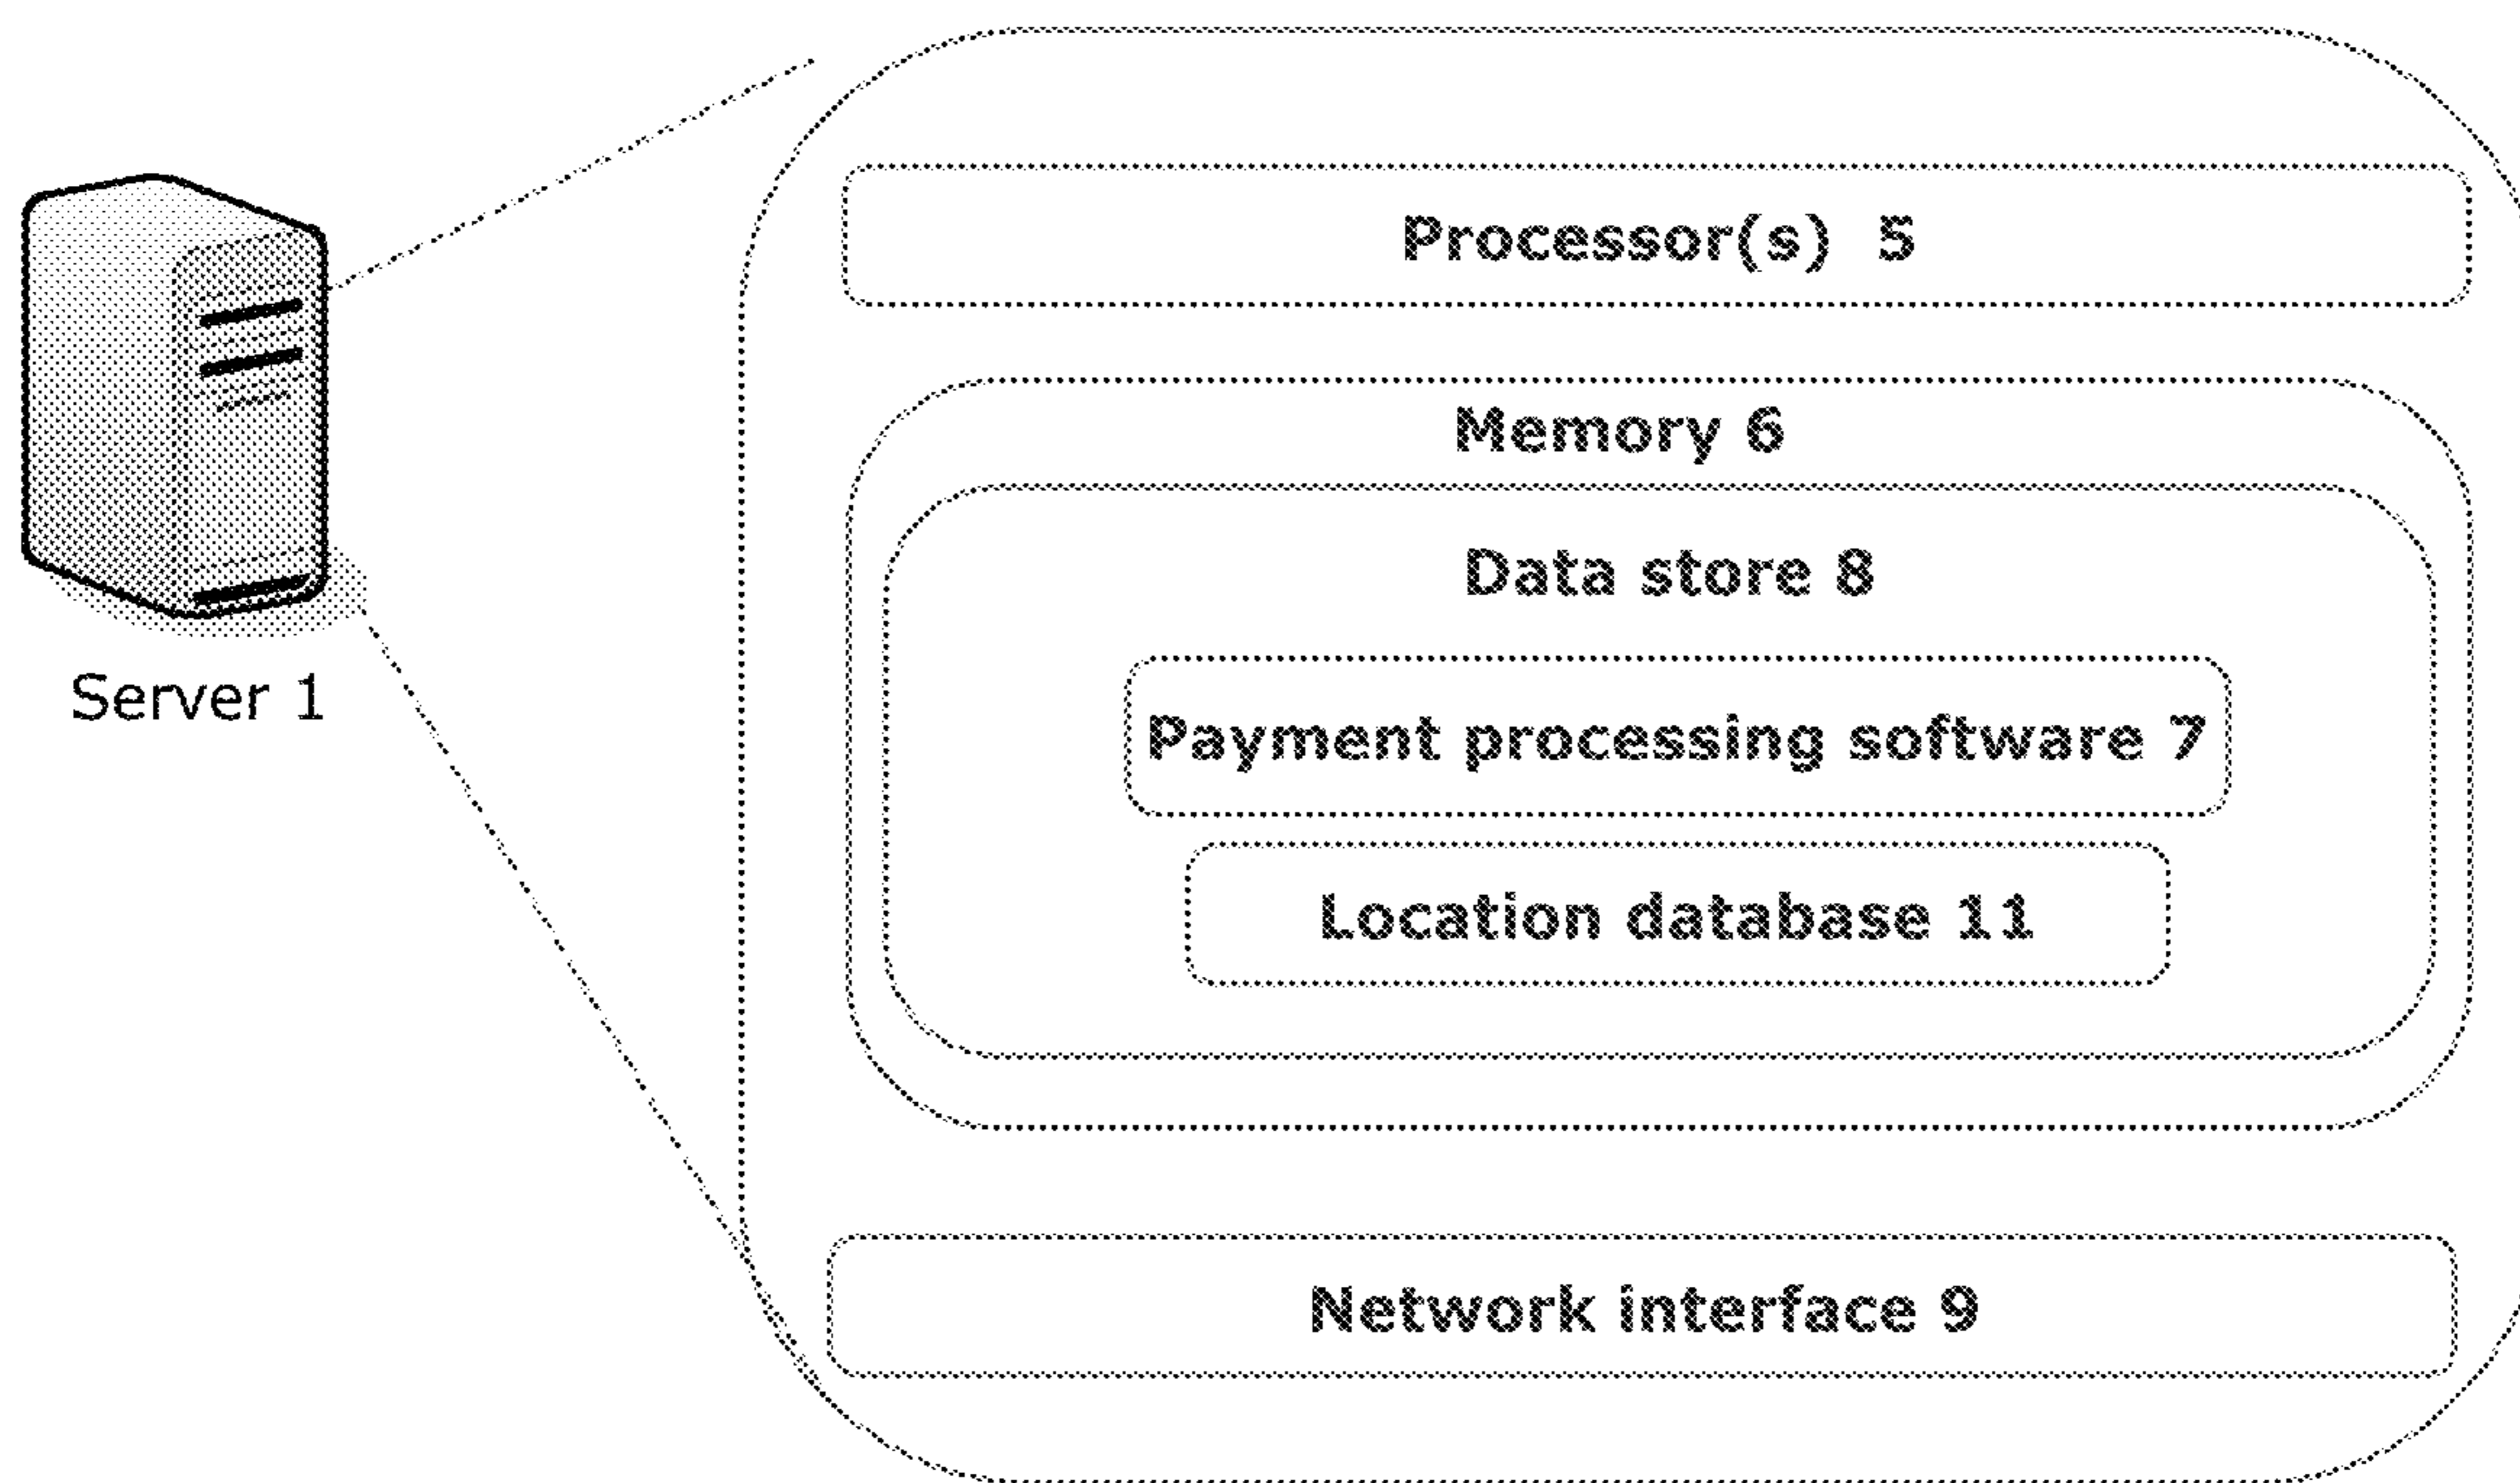 Processor(s) 5
Memory 6
Data store 8
Payment processing software 7
Server 1
Location database 11
Network interface 9